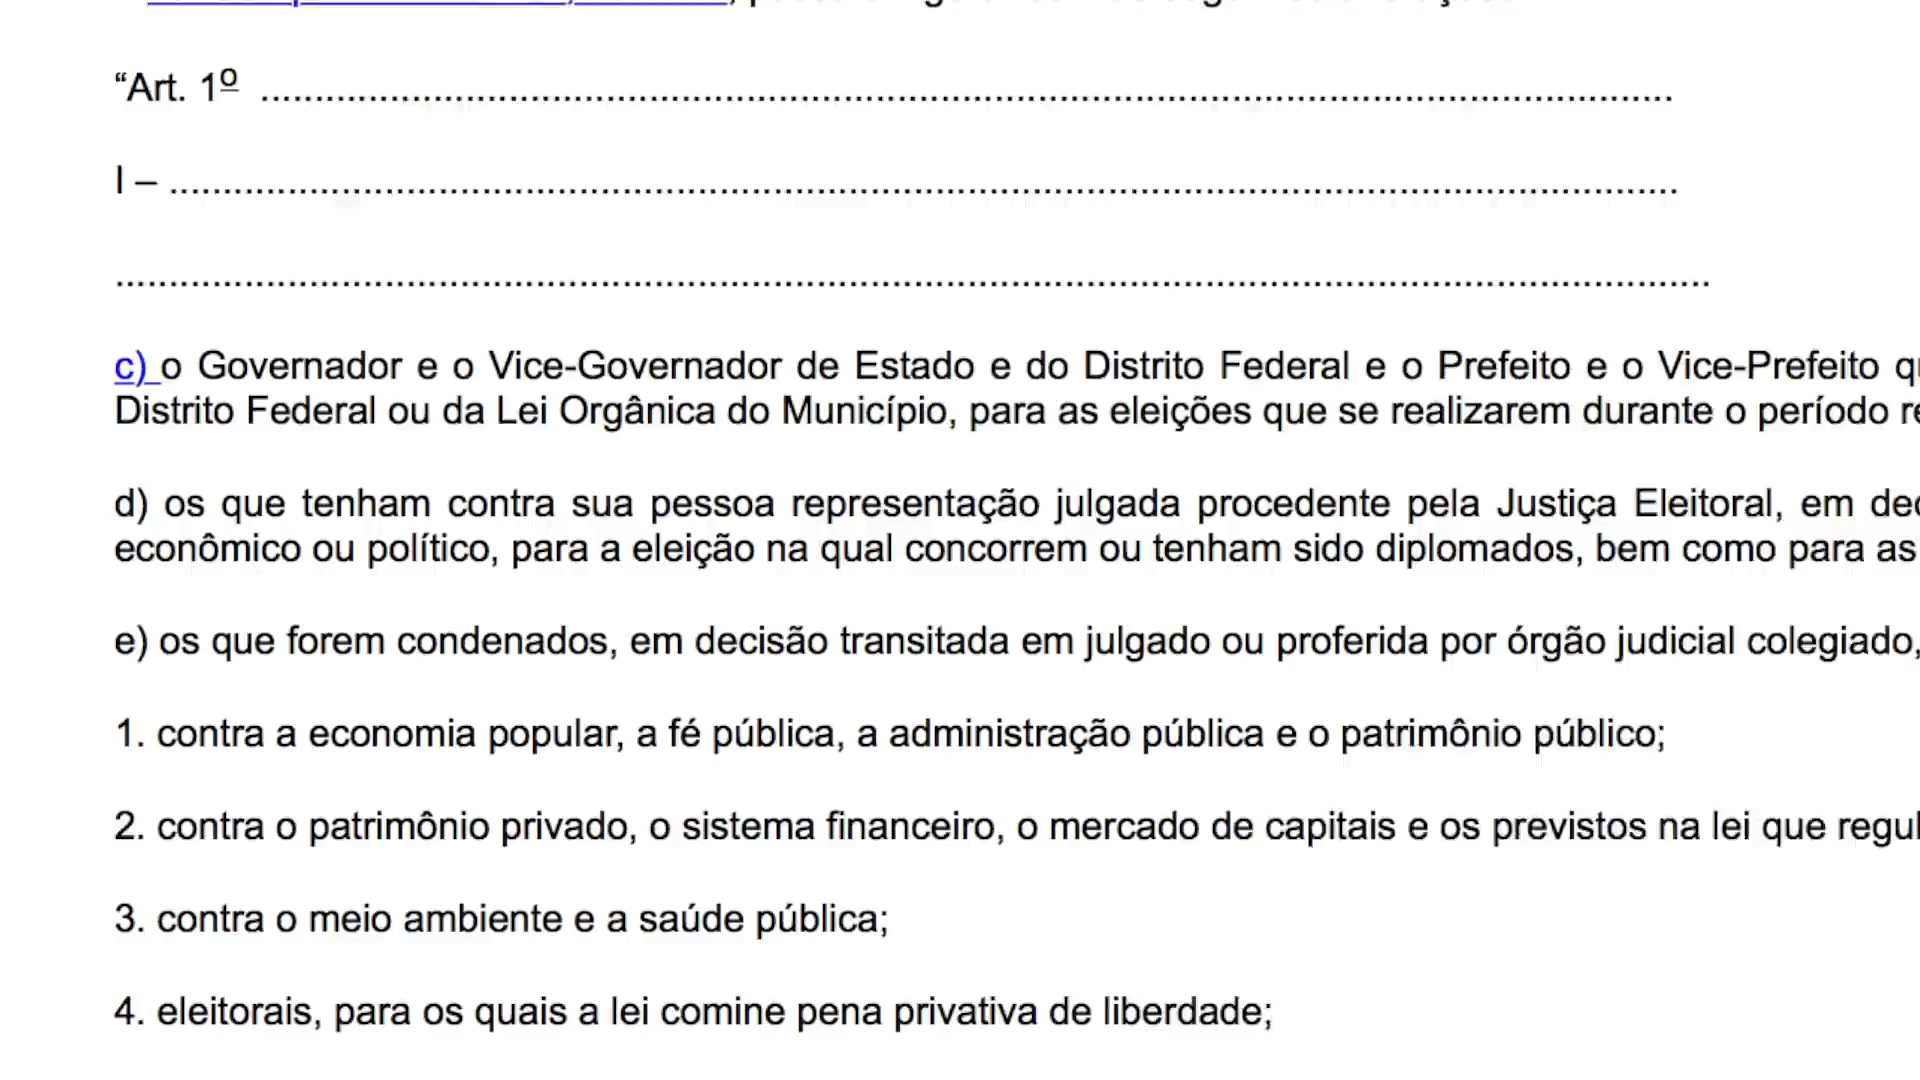 “Art. 1º ........................................................................................................................................
I – .................................................................................................................................................
..........................................................................................................................................................
c) o Governador e o Vice-Governador de Estado e do Distrito Federal e o Prefeito e o Vice-Prefeito
Distrito Federal ou da Lei Orgânica do Município, para as eleições que se realizarem durante o período
d) os que tenham contra sua pessoa representação julgada procedente pela Justiça Eleitoral, em
econômico ou político, para a eleição na qual concorrem ou tenham sido diplomados, bem como para as
e) os que forem condenados, em decisão transitada em julgado ou proferida por órgão judicial colegiado,
1. contra a economia popular, a fé pública, a administração pública e o patrimônio público;
2. contra o patrimônio privado, o sistema financeiro, o mercado de capitais e os previstos na lei que
3. contra o meio ambiente e a saúde pública;
4. eleitorais, para os quais a lei comine pena privativa de liberdade;